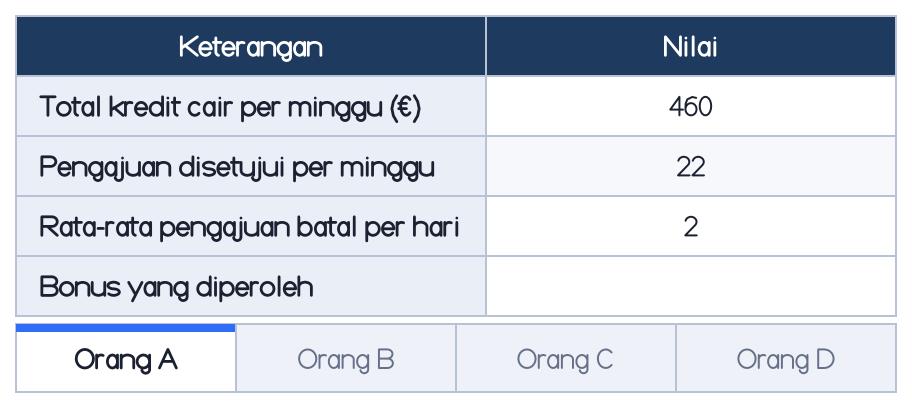 Keterangan Nilai
Total kredit cair per minggu (€) 460
Pengajuan disetujui per minggu 22
Rata-rata pengajuan batal per hari 2
Bonus yang diperoleh
Orang A Orang B Orang C Orang D